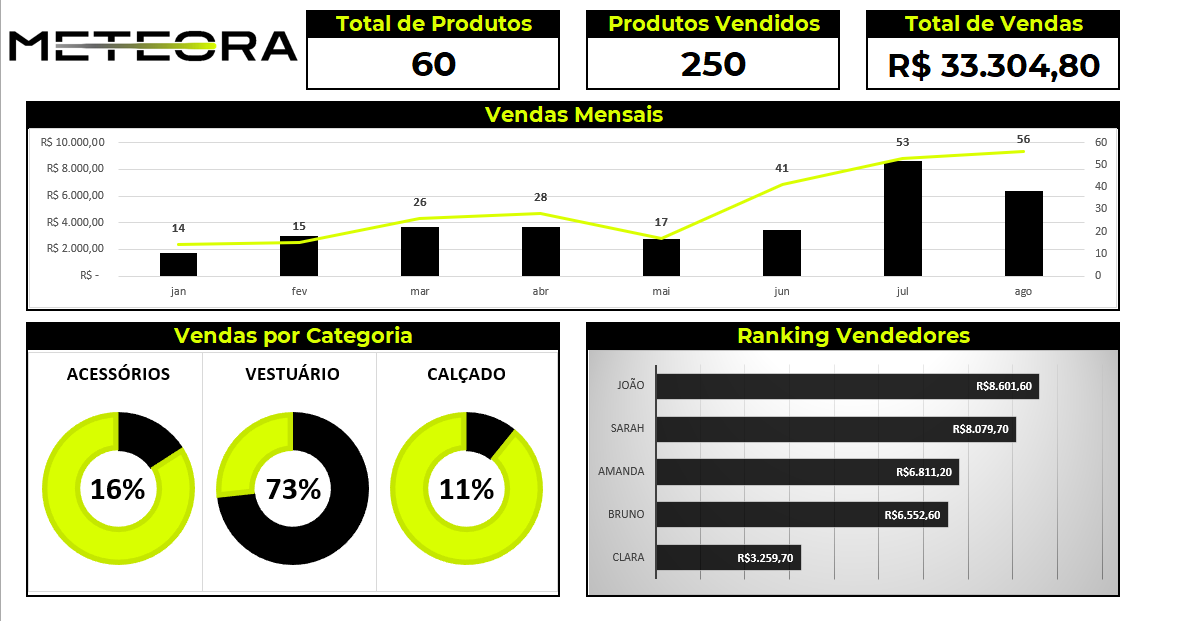 METEORA
Total de Produtos
60
Produtos Vendidos
250
Total de Vendas
R$ 33.304,80
Vendas Mensais
R$ 10.000,00
R$ 8.000,00
R$ 6.000,00
R$ 4.000,00
R$ 2.000,00
R$ -
14
15
26
28
17
41
53
56
60
50
40
30
20
10
0
jan
fev
mar
abr
mai
jun
jul
ago
Vendas por Categoria
ACESSÓRIOS
16%
VESTUÁRIO
73%
CALÇADO
11%
Ranking Vendedores
JOÃO R$8.601,60
SARAH R$8.079,70
AMANDA R$6.811,20
BRUNO R$6.552,60
CLARA R$3.259,70